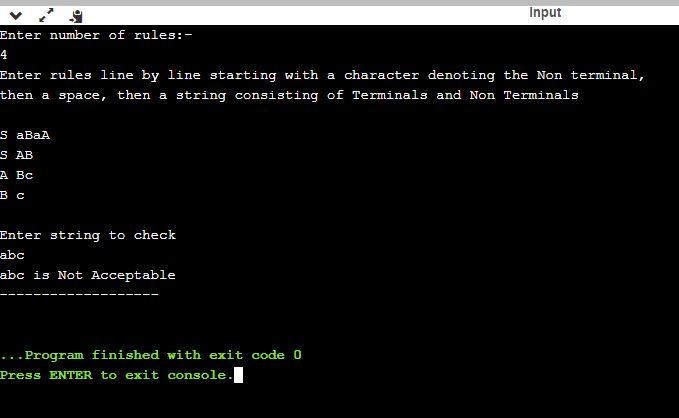 Input
Enter number of rules:-
4
Enter rules line by line starting with a character denoting the Non terminal,
then a space, then a string consisting of Terminals and Non Terminals
S aBaA
S AB
A Bc
B c
Enter string to check
abc
abc is Not Acceptable
-------------------
...Program finished with exit code 0
Press ENTER to exit console.